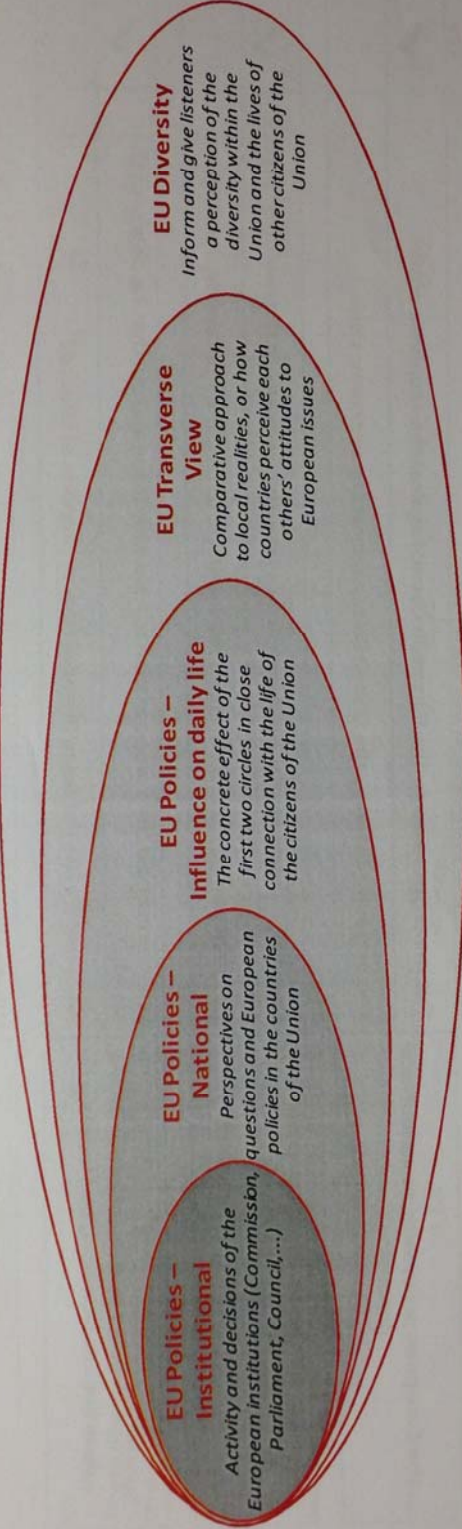 EU Policies –
Institutional
Activity and decisions of the
European institutions (Commission,
Parliament, Council,...)
EU Policies –
National
Perspectives on
questions and European
policies in the countries
of the Union
EU Policies –
Influence on daily life
The concrete effect of the
first two circles in close
connection with the life of
the citizens of the Union
EU Transverse
View
Comparative approach
to local realities, or how
countries perceive each
others' attitudes to
European issues
EU Diversity
Inform and give listeners
a perception of the
diversity within the
Union and the lives of
other citizens of the
Union